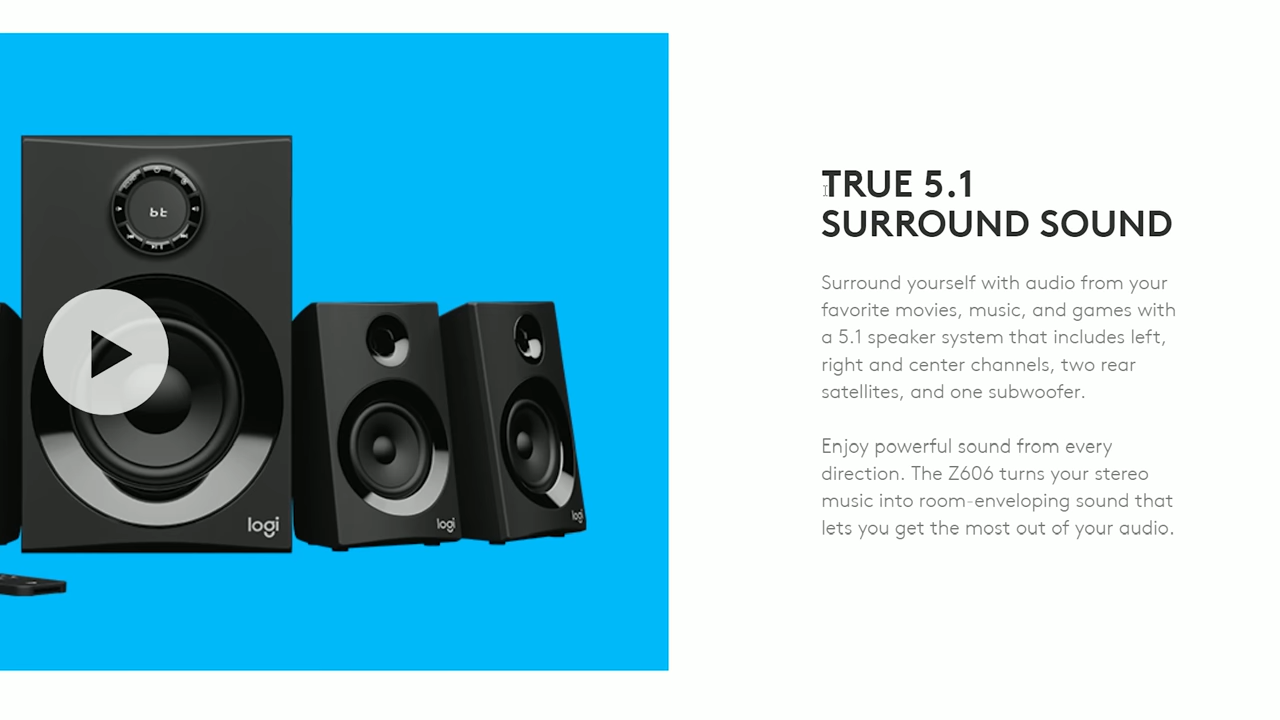 TRUE 5.1
SURROUND SOUND
Surround yourself with audio from your
favorite movies, music, and games with
a 5.1 speaker system that includes left,
right and center channels, two rear
satellites, and one subwoofer.
Enjoy powerful sound from every
direction. The Z606 turns your stereo
music into room-enveloping sound that
lets you get the most out of your audio.
logi
logi
logi